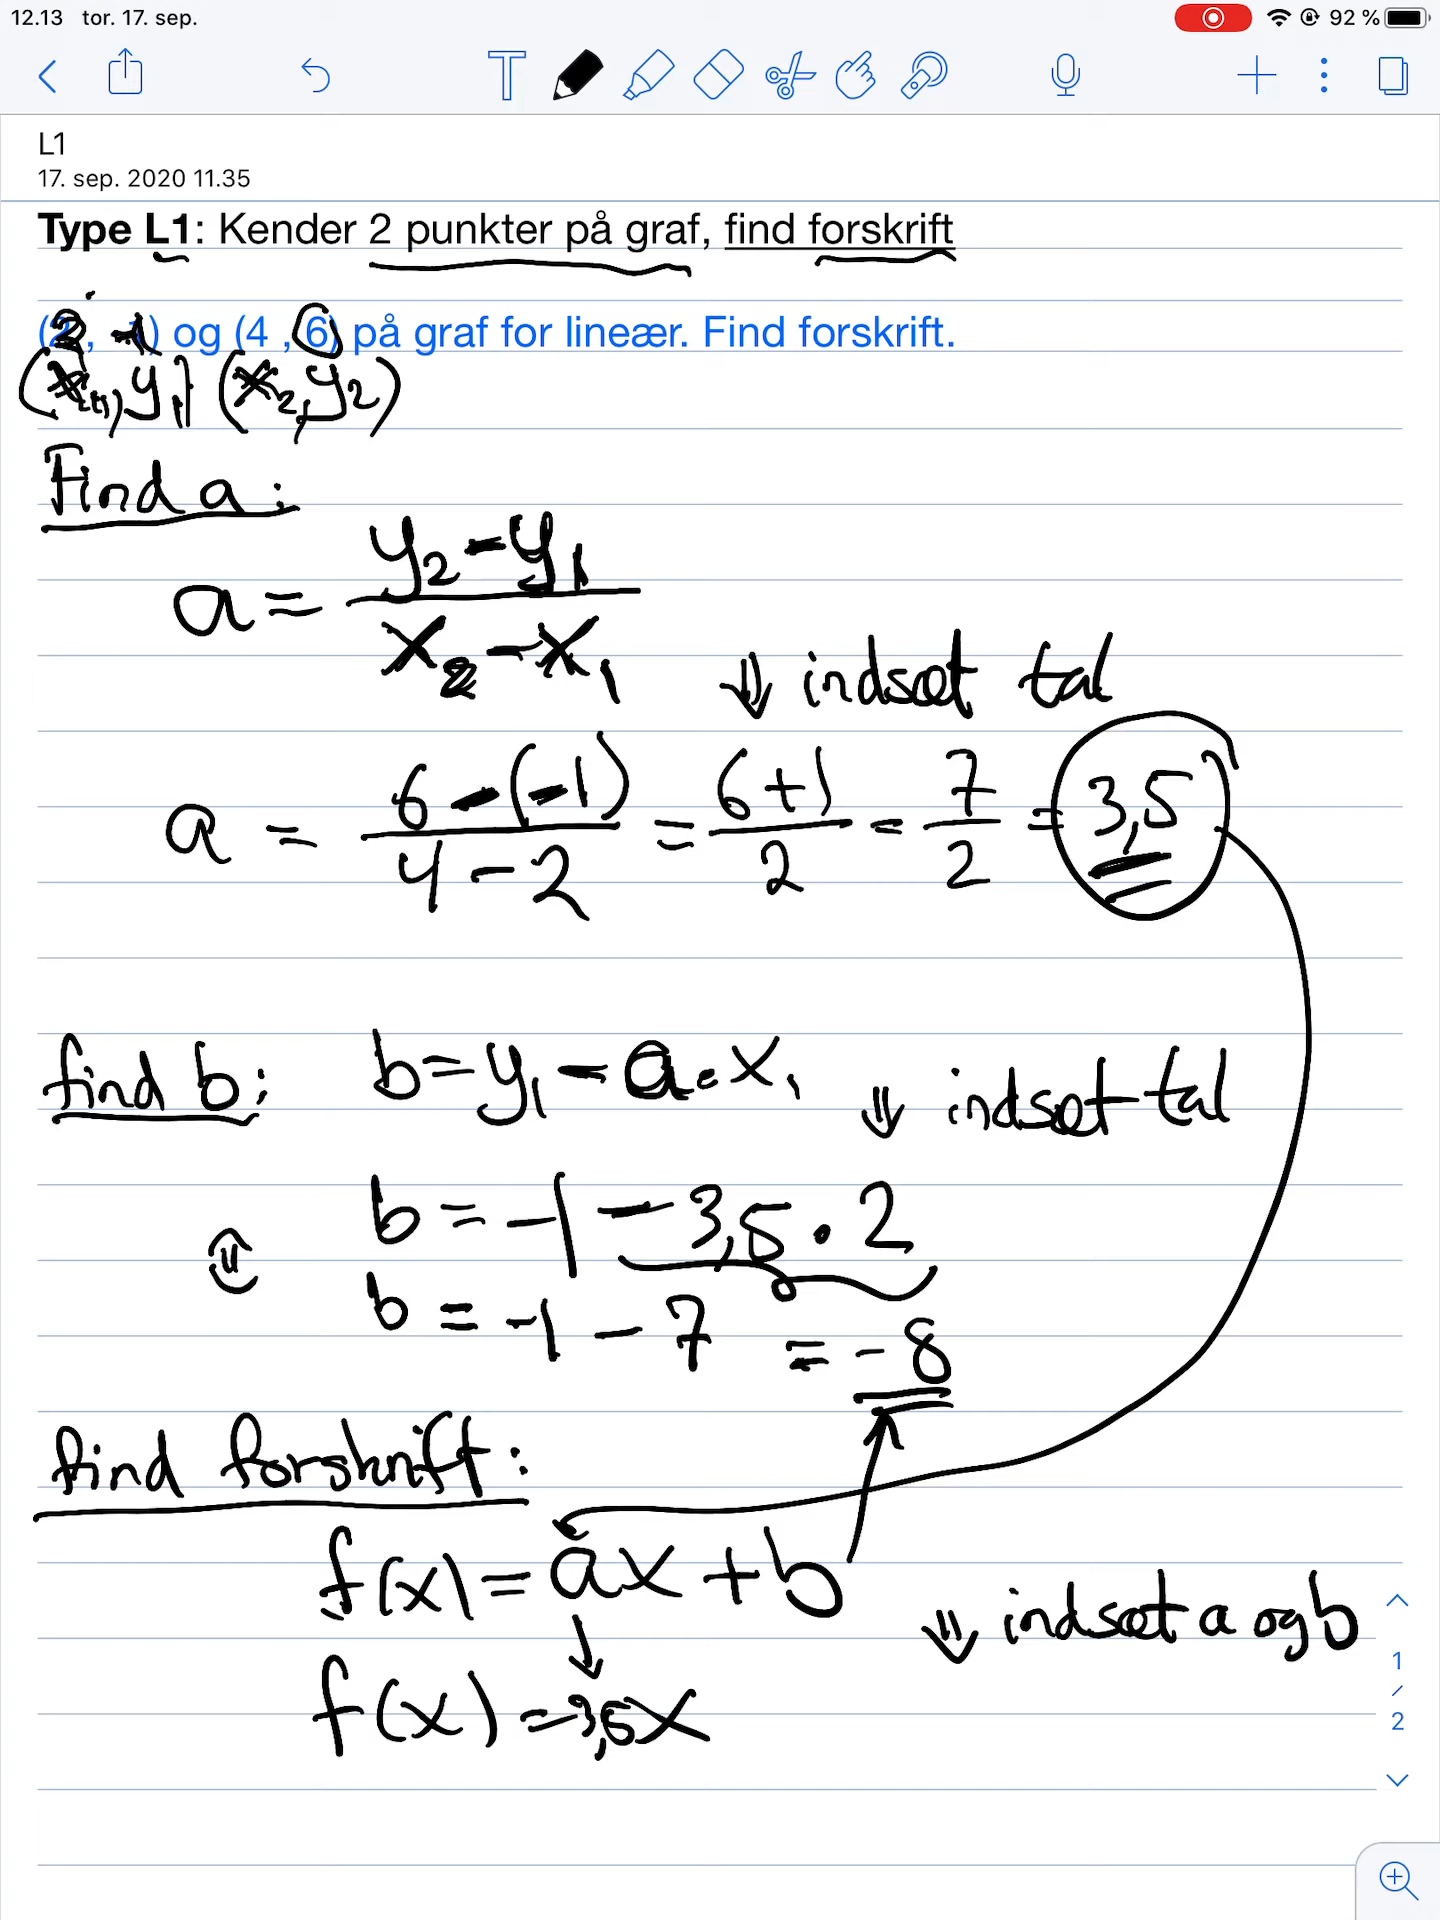 12.13 tor. 17. sep. 92 %
L1
17. sep. 2020 11.35
Type L1: Kender 2 punkter på graf, find forskrift
(2, -1) og (4 , 6) på graf for lineær. Find forskrift.
(x₁, y₁) (x₂, y₂)
Find a:
a = (y₂ - y₁) / (x₂ - x₁)
⇓ indsæt tal
a = (6 - (-1)) / (4 - 2) = (6+1) / 2 = 7/2 = 3,5
find b: b = y₁ - a · x₁
⇓ indsæt tal
b = -1 - 3,5 · 2
⇕ b = -1 - 7 = -8
find forskrift:
f(x) = ax + b
⇓ indsæt a og b
f(x) = 3,5x
1
/
2